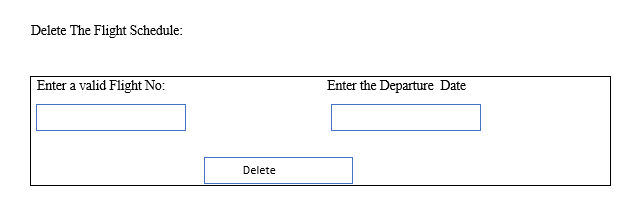 Delete The Flight Schedule:
Enter a valid Flight No:
Enter the Departure Date
Delete